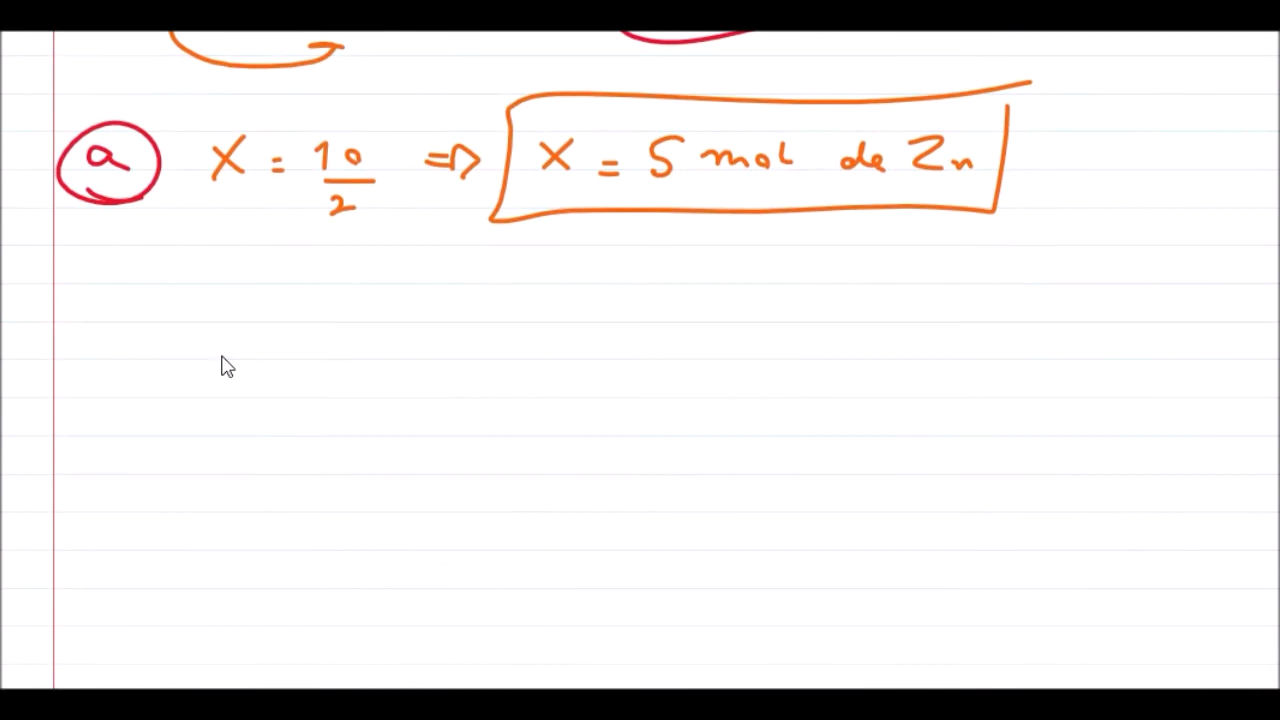 a X = 10/2 => X = 5 mol de Zn